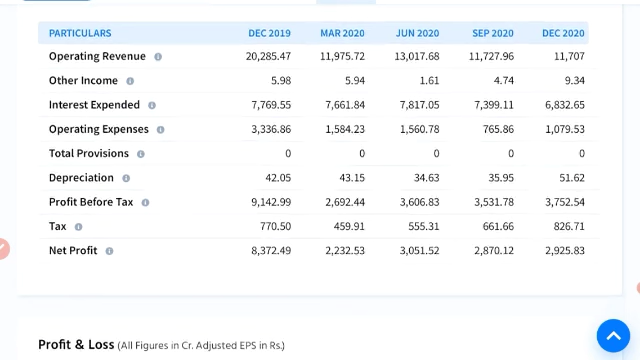 PARTICULARS DEC 2019 MAR 2020 JUN 2020 SEP 2020 DEC 2020
Operating Revenue 20,285.47 11,975.72 13,017.68 11,727.96 11,707
Other Income 5.98 5.94 1.61 4.74 9.34
Interest Expended 7,769.55 7,661.84 7,817.05 7,399.11 6,832.65
Operating Expenses 3,336.86 1,584.23 1,560.78 765.86 1,079.53
Total Provisions 0 0 0 0 0
Depreciation 42.05 43.15 34.63 35.95 51.62
Profit Before Tax 9,142.99 2,692.44 3,606.83 3,531.78 3,752.54
Tax 770.50 459.91 555.31 661.66 826.71
Net Profit 8,372.49 2,232.53 3,051.52 2,870.12 2,925.83
Profit & Loss (All Figures in Cr. Adjusted EPS in Rs.)